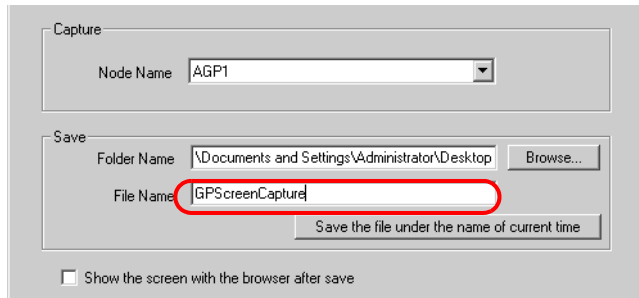 Capture
Node Name AGP1
Save
Folder Name \Documents and Settings\Administrator\Desktop Browse...
File Name GPScreenCapture
Save the file under the name of current time
Show the screen with the browser after save